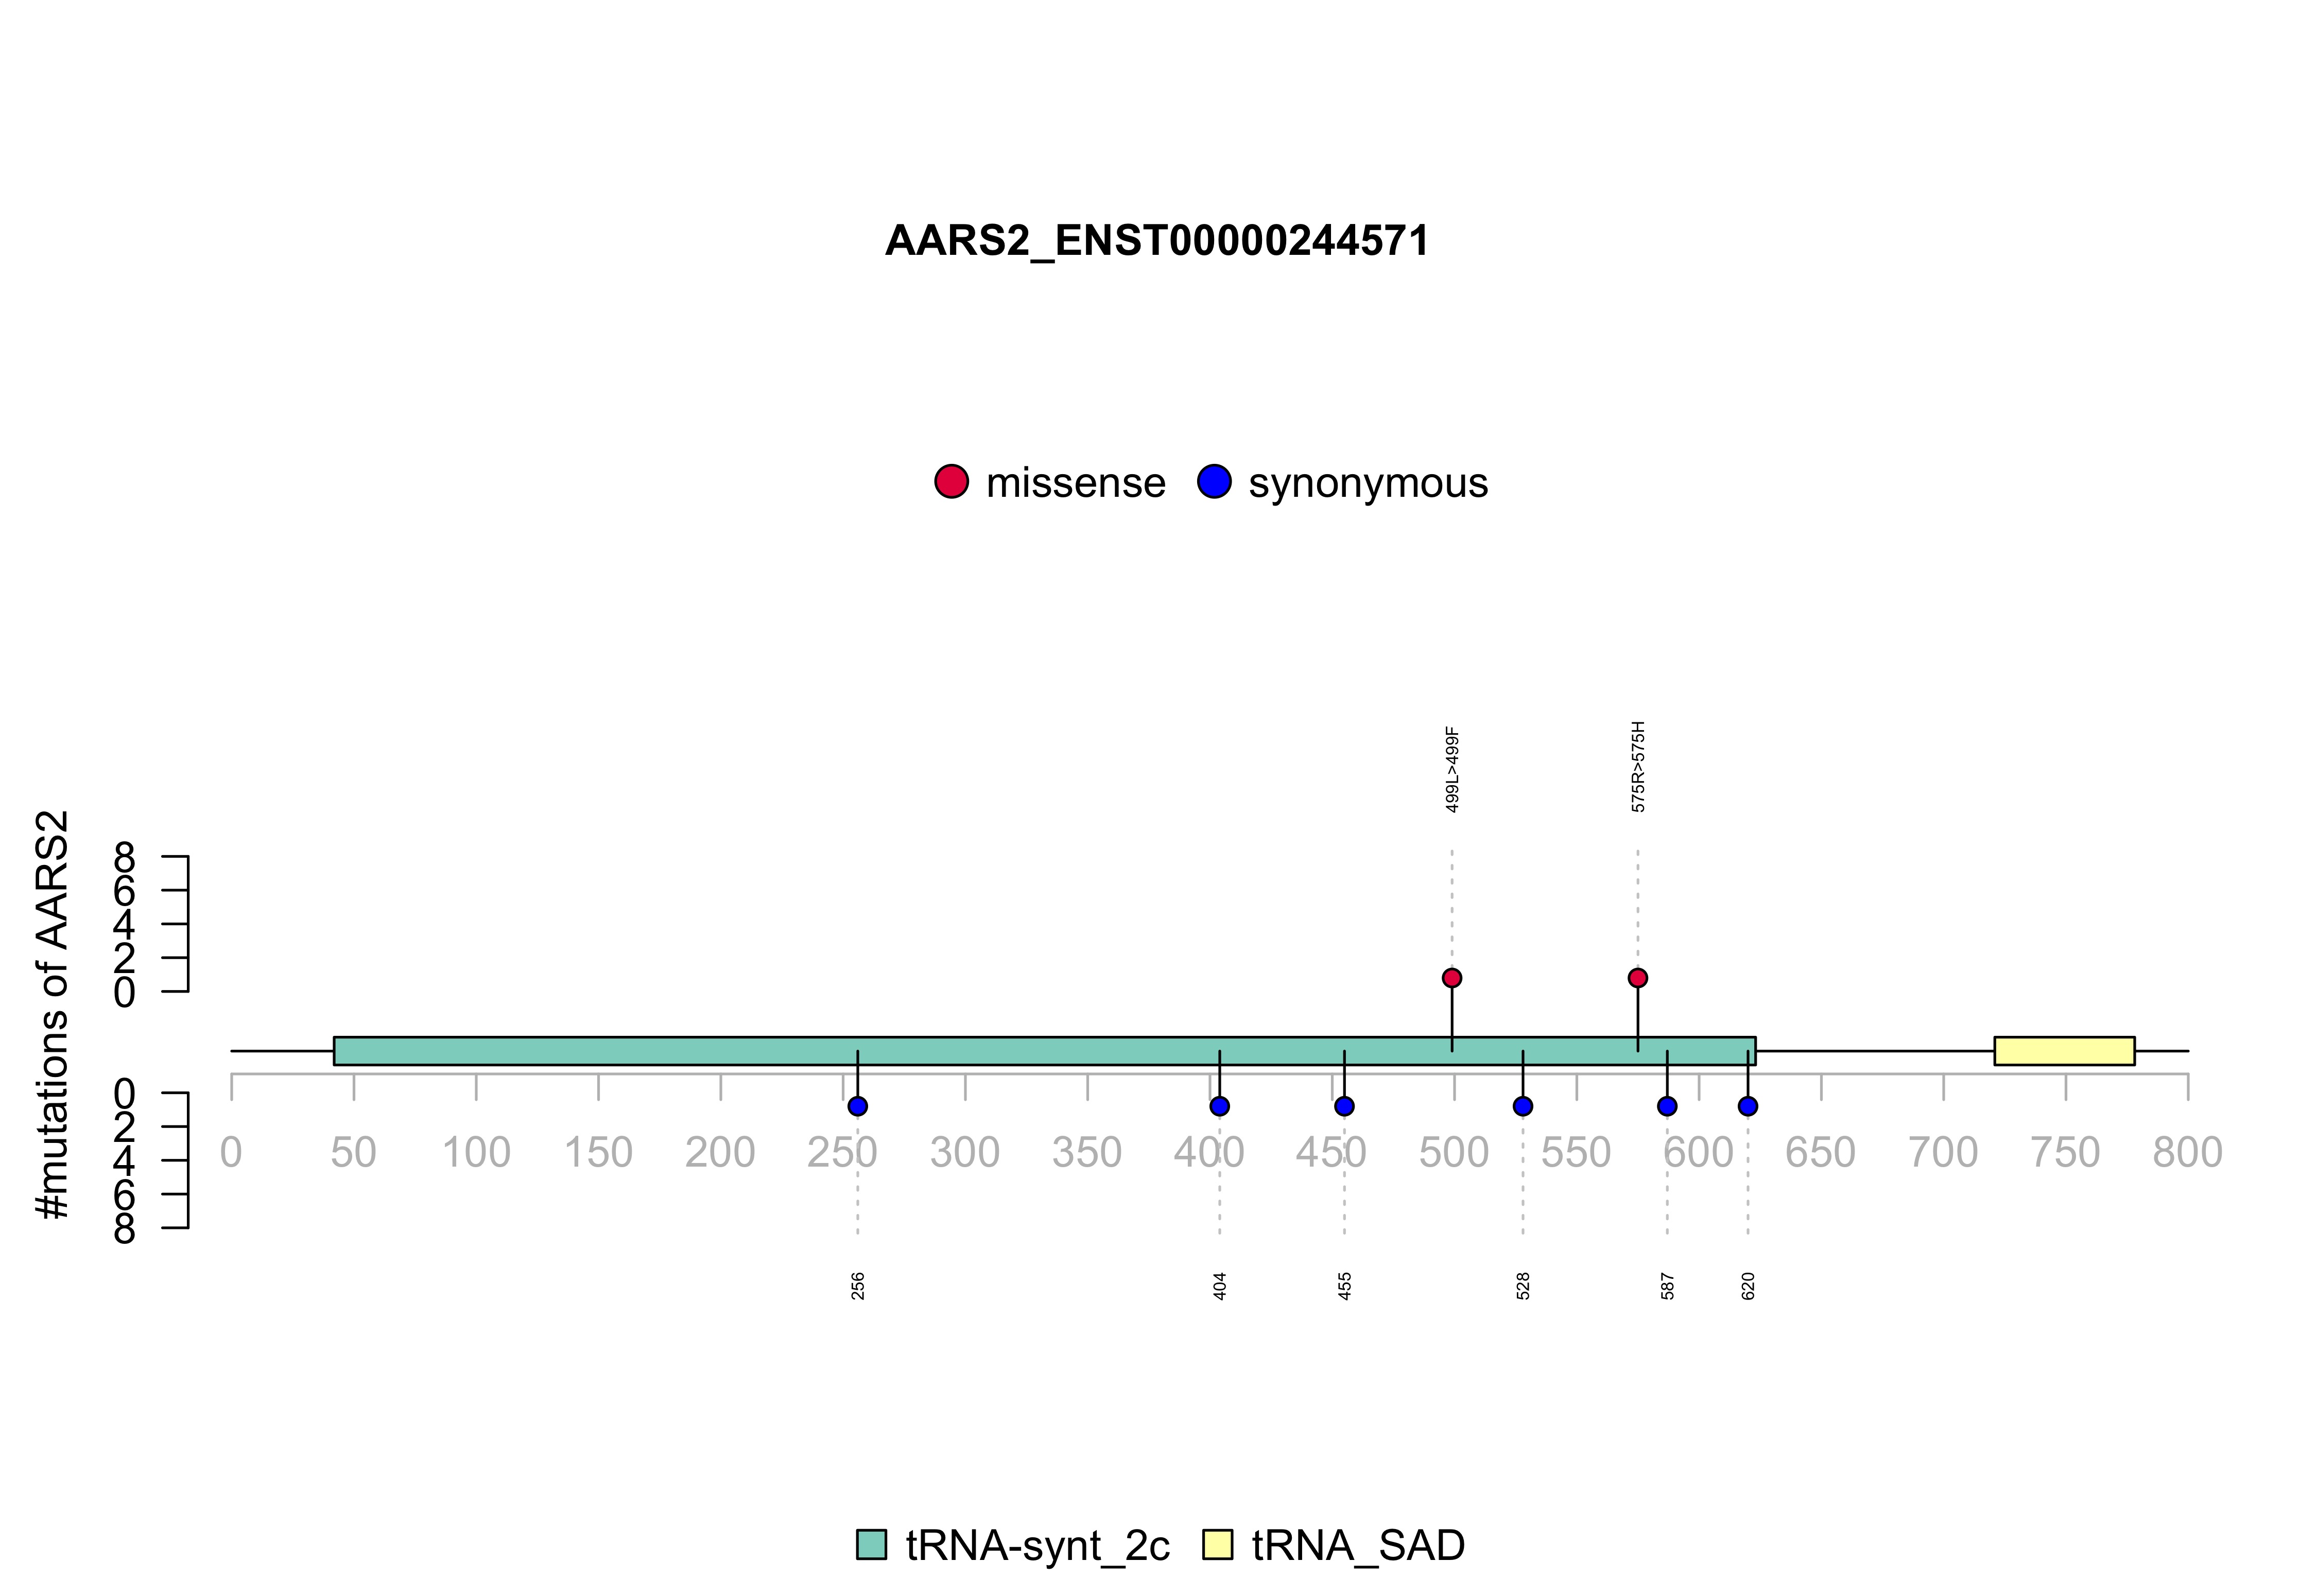 AARS2_ENST00000244571
missense synonymous
499L>499F 575R>575H
#mutations of AARS2
8
6
4
2
0
0
2
4
6
8
0 50 100 150 200 250 300 350 400 450 500 550 600 650 700 750 800
256 404 455 528 587 620
tRNA-synt_2c tRNA_SAD